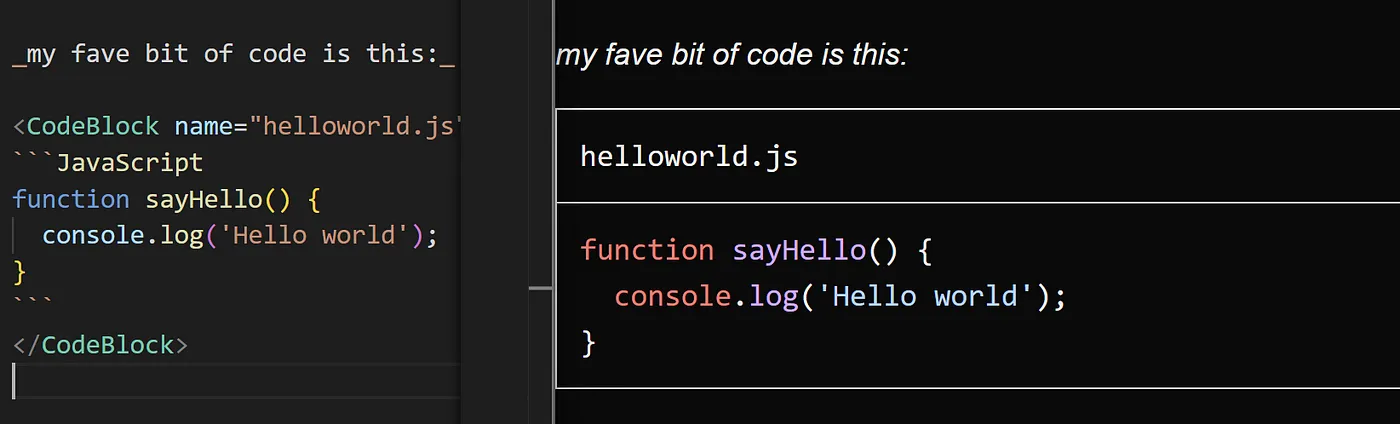 _my fave bit of code is this:_
<CodeBlock name="helloworld.js"
```JavaScript
function sayHello() {
  console.log('Hello world');
}
```
</CodeBlock>
my fave bit of code is this:
helloworld.js
function sayHello() {
  console.log('Hello world');
}